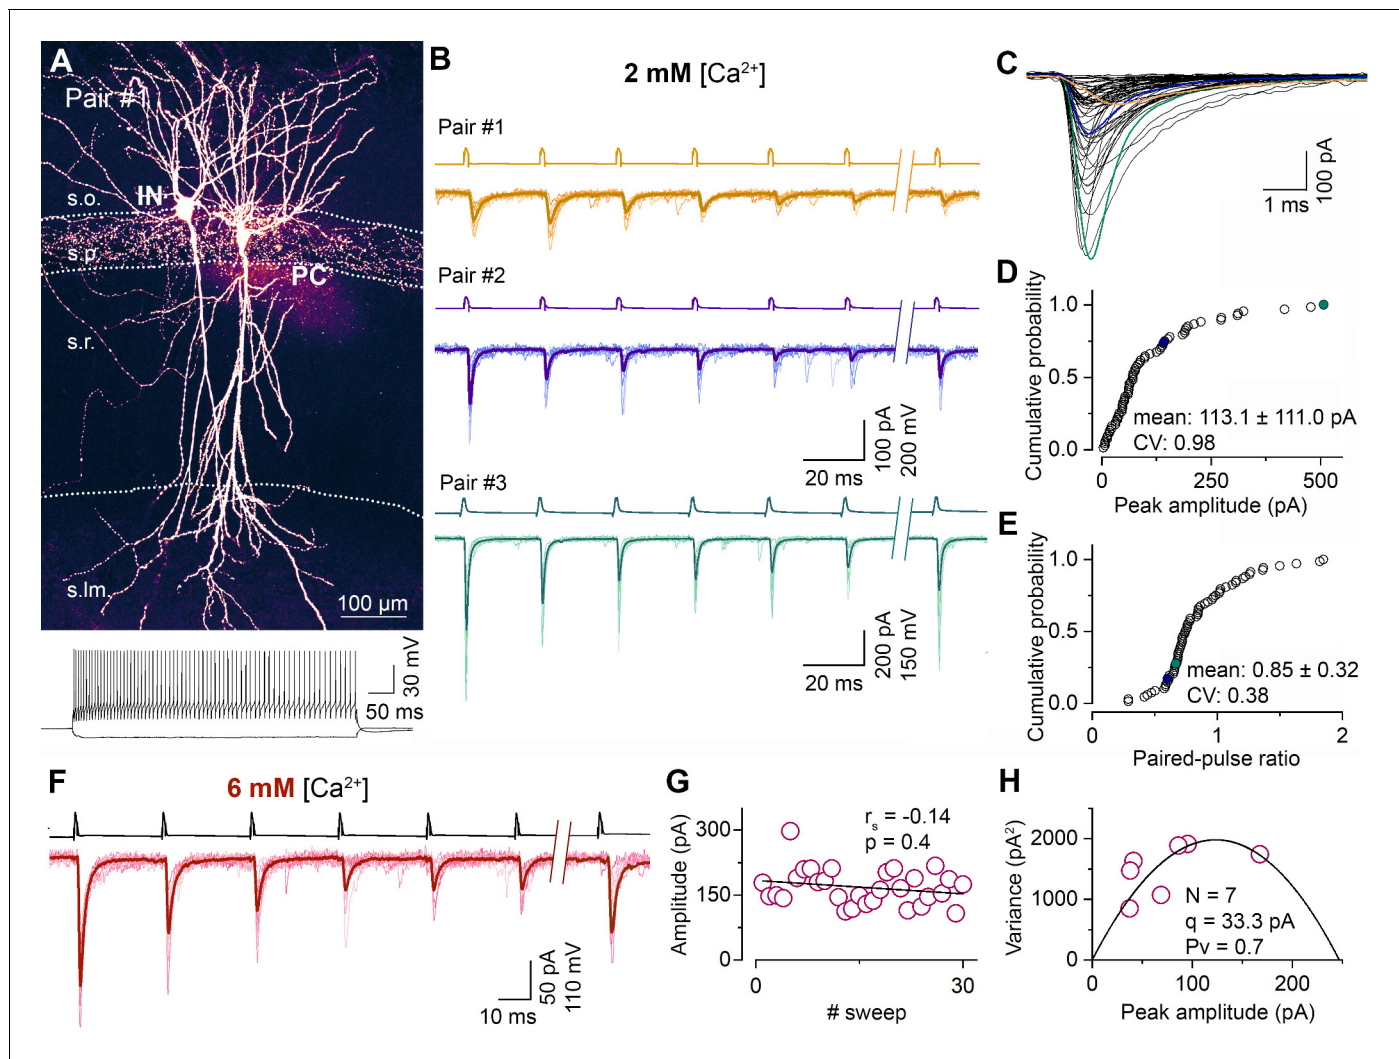 A
Pair #1
IN
s.o.
s.p.
PC
s.r.
s.lm.
100 µm
30 mV
50 ms
B
2 mM [Ca²⁺]
Pair #1
Pair #2
100 pA
200 mV
20 ms
Pair #3
200 pA
150 mV
20 ms
C
100 pA
1 ms
D
Cumulative probability
1.0
0.5
0.0
mean: 113.1 ± 111.0 pA
CV: 0.98
0 250 500
Peak amplitude (pA)
E
Cumulative probability
1.0
0.5
0.0
mean: 0.85 ± 0.32
CV: 0.38
0 1 2
Paired-pulse ratio
F
6 mM [Ca²⁺]
50 pA
110 mV
10 ms
G
Amplitude (pA)
300
150
0
rₛ = -0.14
p = 0.4
0 30
# sweep
H
Variance (pA²)
2000
1000
0
N = 7
q = 33.3 pA
Pv = 0.7
0 100 200
Peak amplitude
(pA)